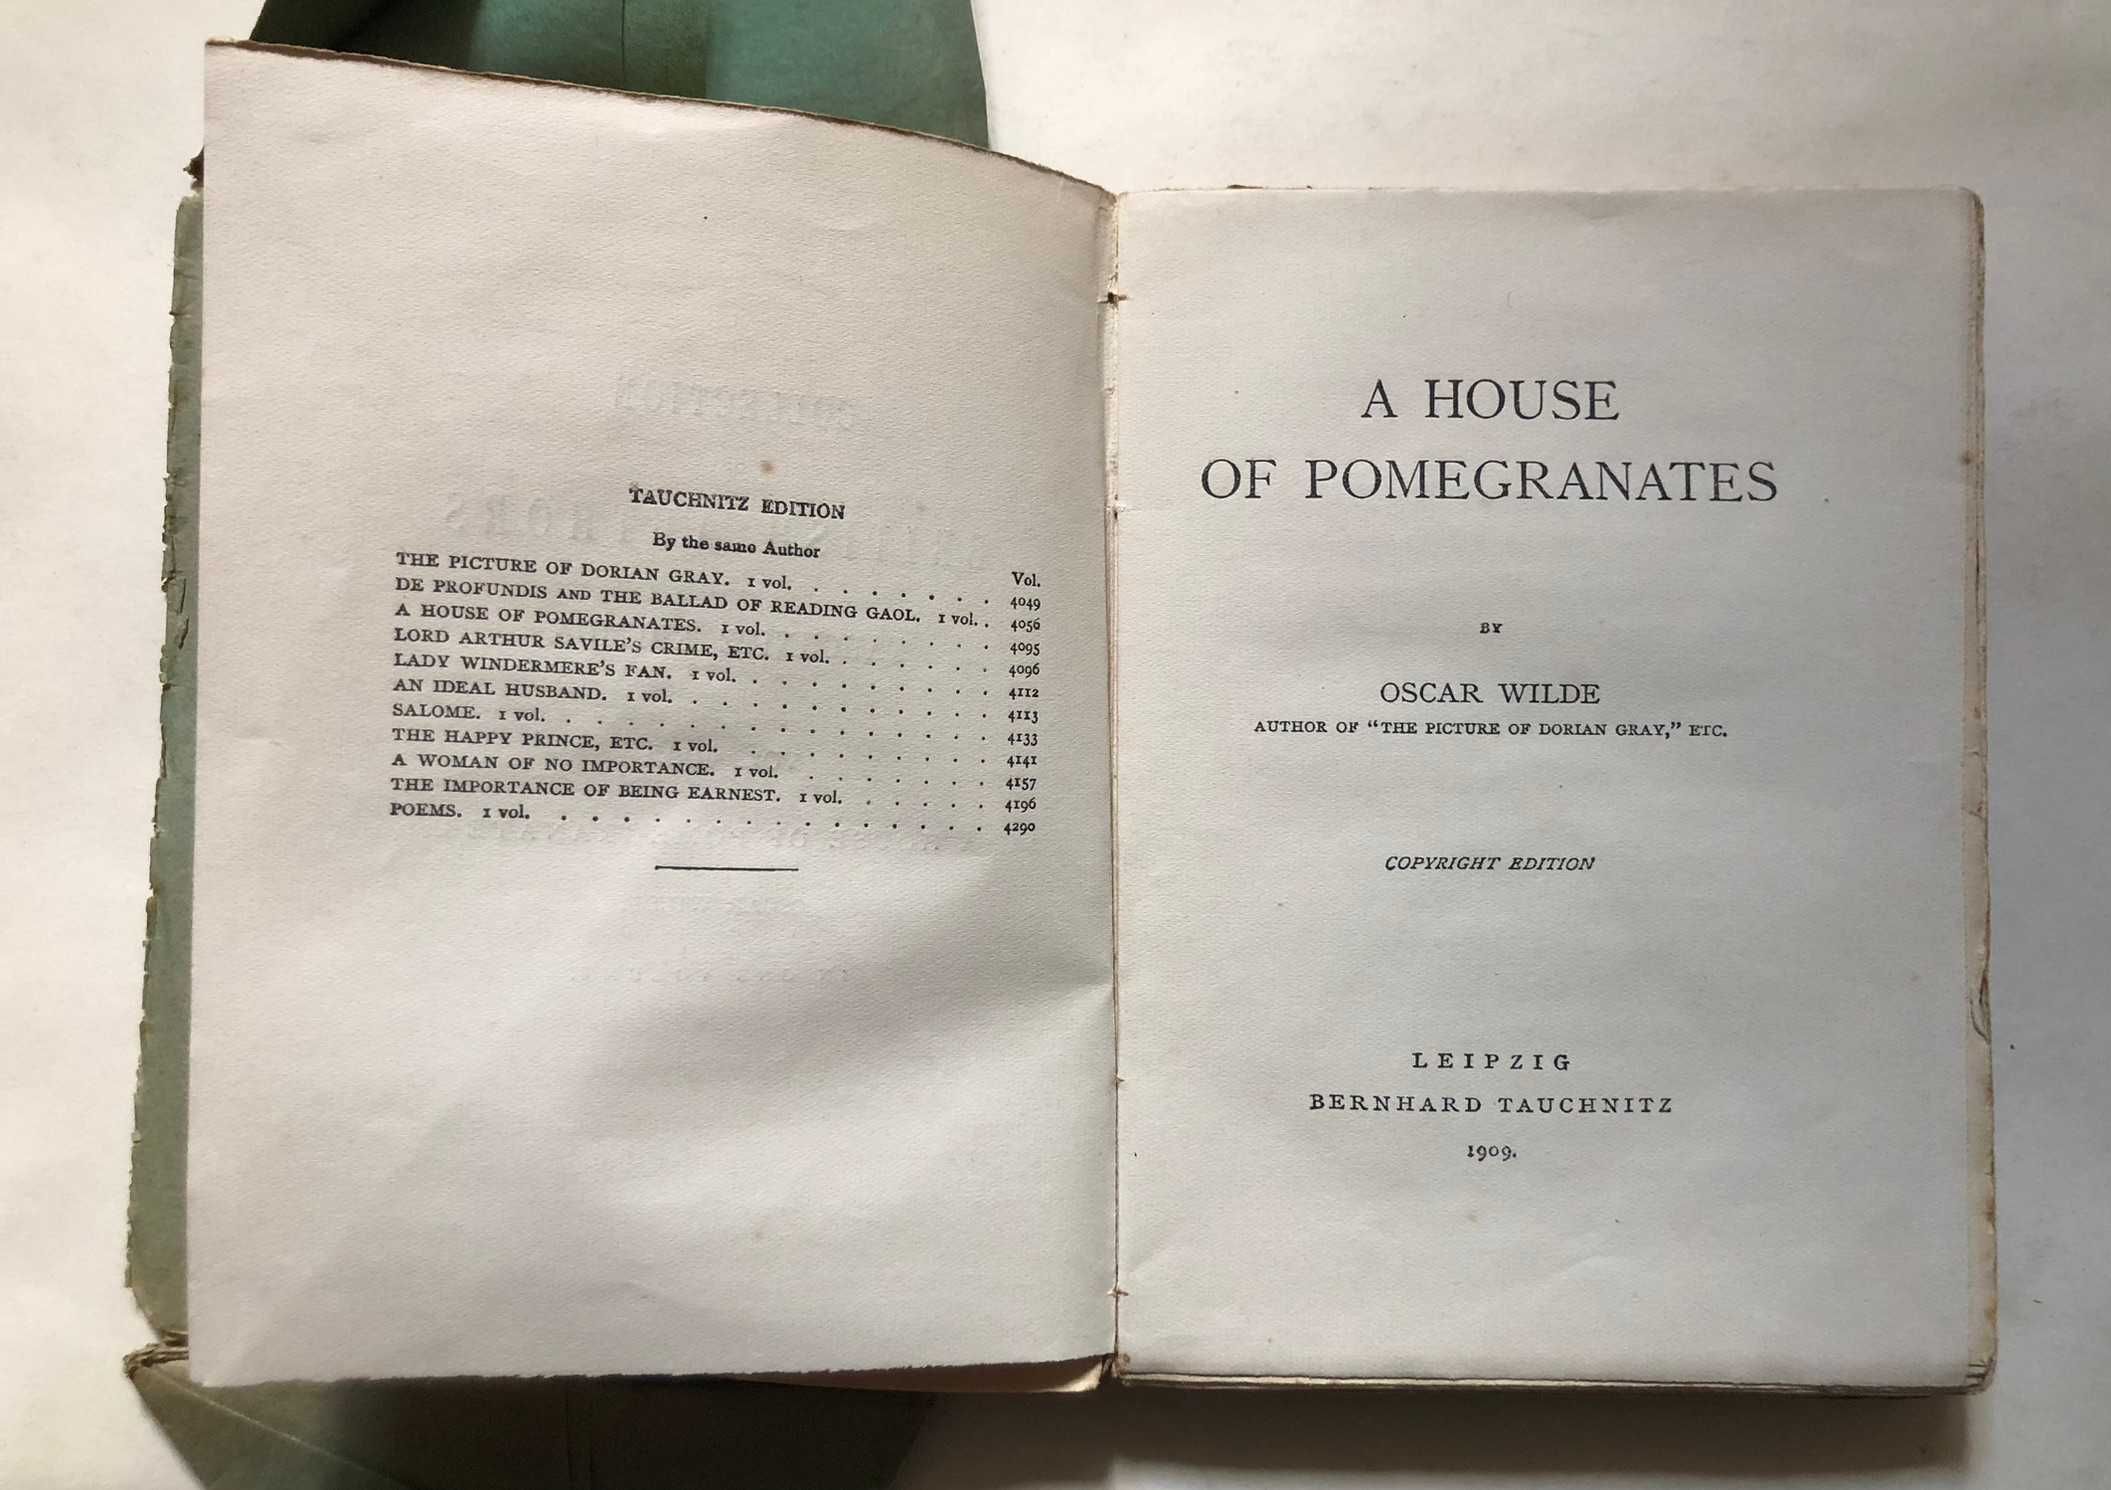 TAUCHNITZ EDITION
By the same Author
Vol.
THE PICTURE OF DORIAN GRAY. 1 vol. . . . . . . . 4049
DE PROFUNDIS AND THE BALLAD OF READING GAOL. 1 vol. . 4056
A HOUSE OF POMEGRANATES. 1 vol. . . . . . . . . 4095
LORD ARTHUR SAVILE'S CRIME, ETC. 1 vol. . . . . . . 4096
LADY WINDERMERE'S FAN. 1 vol. . . . . . . . . . 4112
AN IDEAL HUSBAND. 1 vol. . . . . . . . . . . . 4113
SALOME. 1 vol. . . . . . . . . . . . . . . . . 4133
THE HAPPY PRINCE, ETC. 1 vol. . . . . . . . . . 4141
A WOMAN OF NO IMPORTANCE. 1 vol. . . . . . . . 4157
THE IMPORTANCE OF BEING EARNEST. 1 vol. . . . . . 4196
POEMS. 1 vol. . . . . . . . . . . . . . . . . 4290
A HOUSE
OF POMEGRANATES
BY
OSCAR WILDE
AUTHOR OF “THE PICTURE OF DORIAN GRAY,” ETC.
COPYRIGHT EDITION
LEIPZIG
BERNHARD TAUCHNITZ
1909.